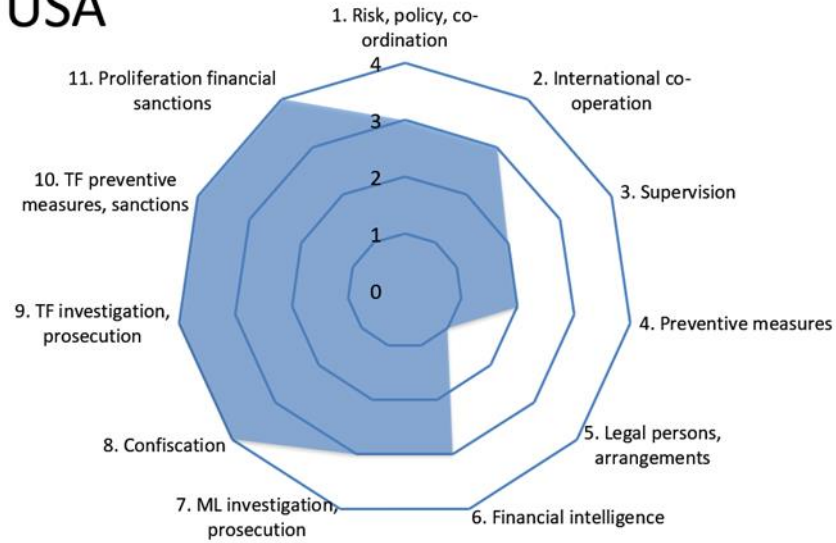 USA
1. Risk, policy, co-
ordination
2. International co-
operation
3. Supervision
4. Preventive measures
5. Legal persons,
arrangements
6. Financial intelligence
7. ML investigation,
prosecution
8. Confiscation
9. TF investigation,
prosecution
10. TF preventive
measures, sanctions
11. Proliferation financial
sanctions
4
3
2
1
0